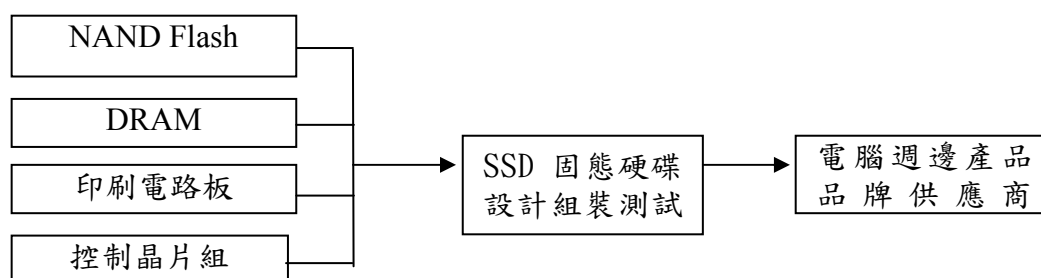 NAND Flash
DRAM
印刷電路板
控制晶片組
SSD 固態硬碟
設計組裝測試
電腦週邊產品
品牌供應商